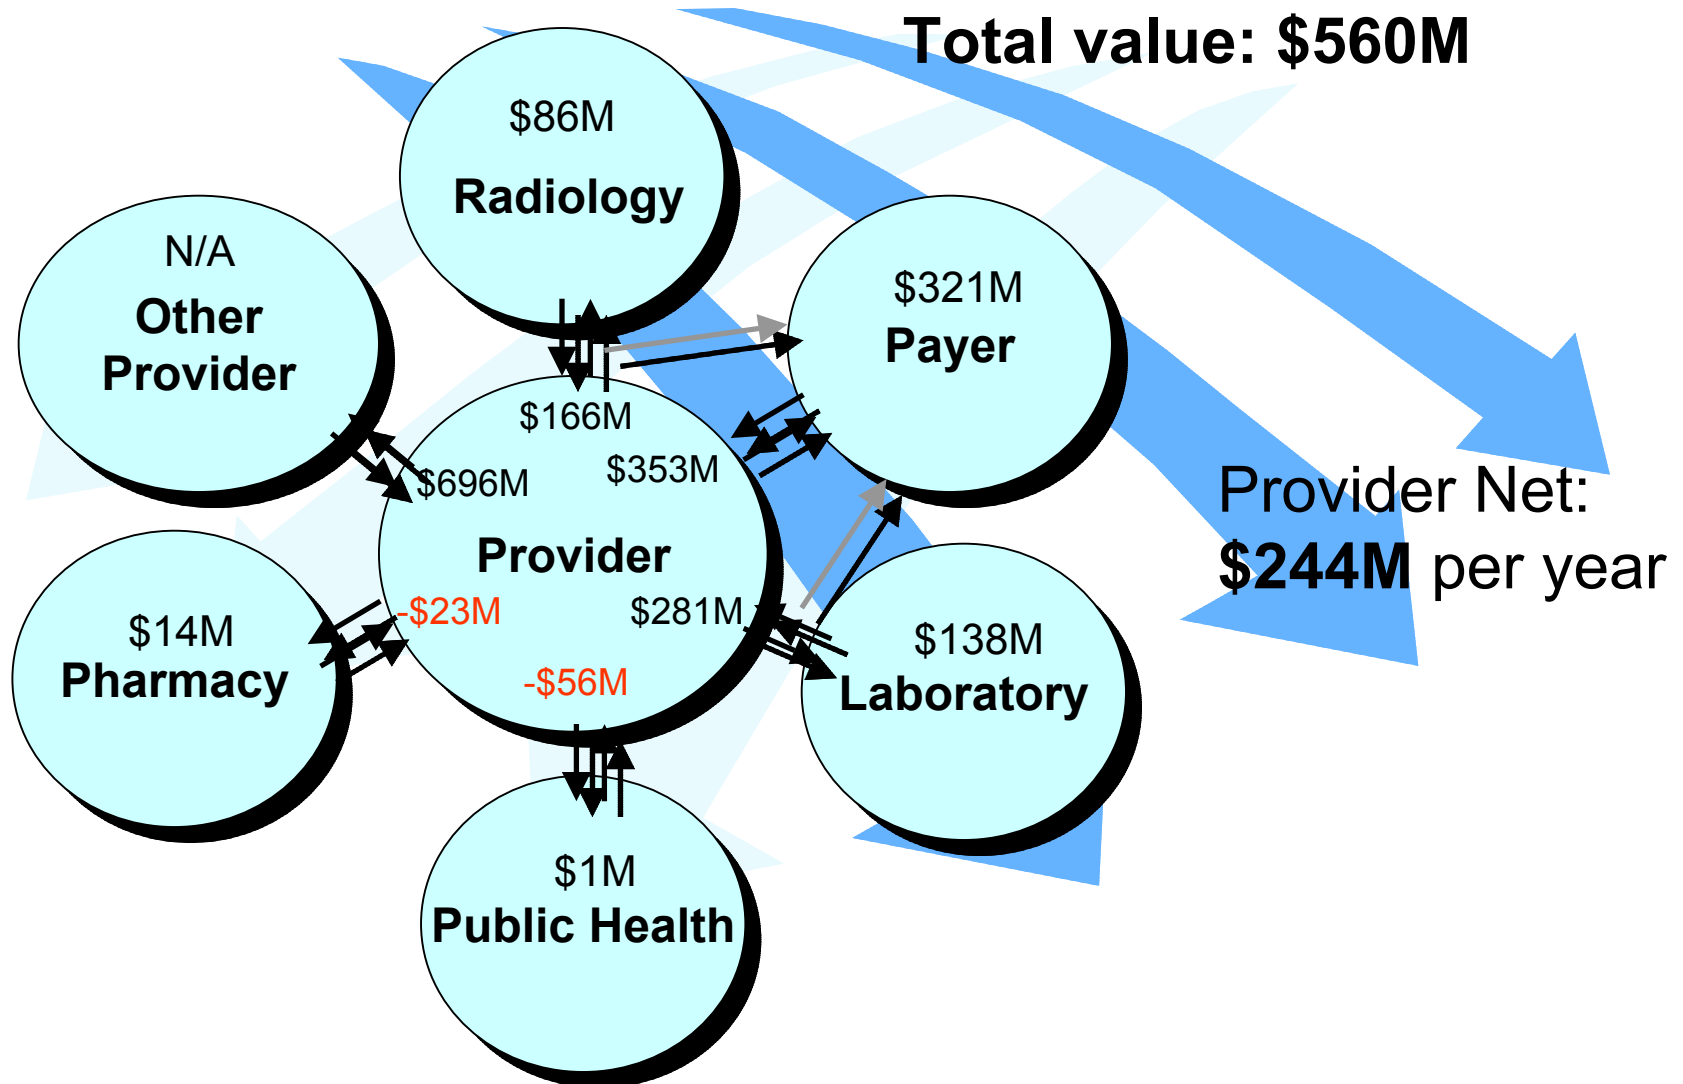 Total value: $560M
$86M
Radiology
N/A
Other
Provider
$321M
Payer
$166M
$353M
$696M
Provider
-$23M
$281M
-$56M
Provider Net:
$244M per year
$14M
Pharmacy
$138M
Laboratory
$1M
Public Health